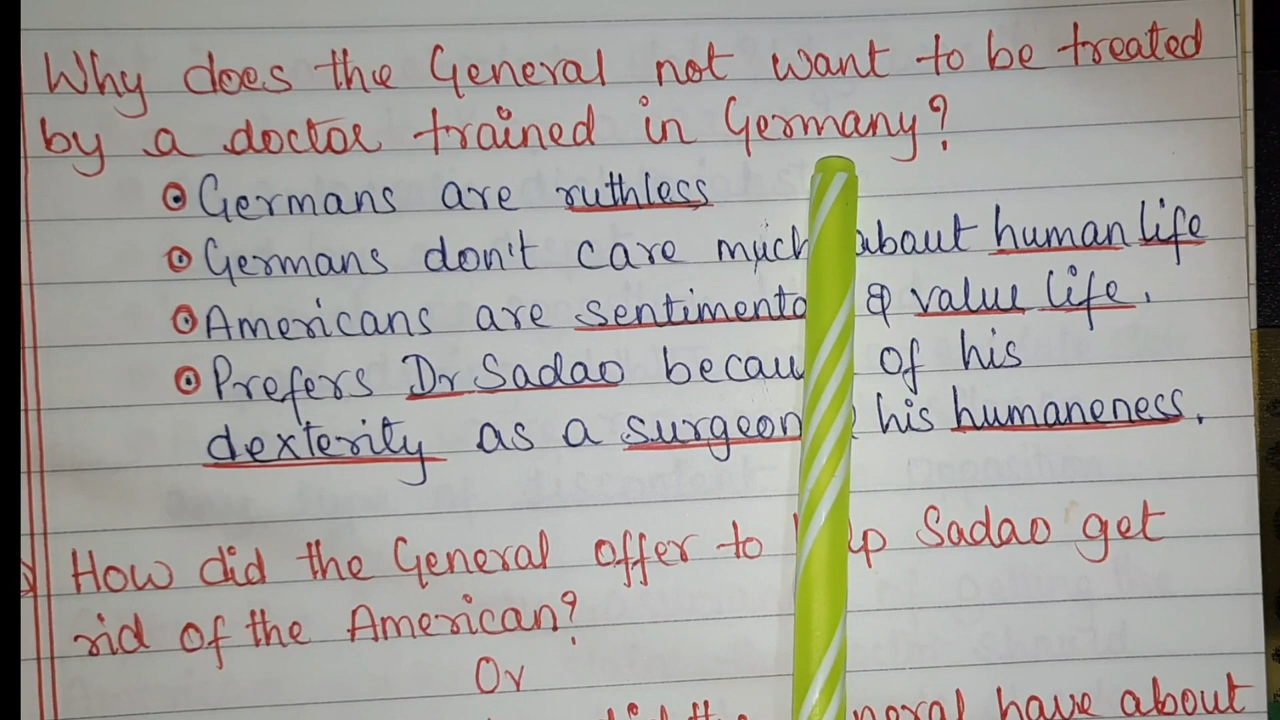 Why does the General not want to be treated
by a doctor trained in Germany?
Germans are ruthless
Germans don't care much about human life
Americans are sentimenta & value life.
Prefers Dr Sadao becau of his
dexterity as a surgeon his humaneness.
How did the General offer to Sadao get
rid of the American?
Or
have about